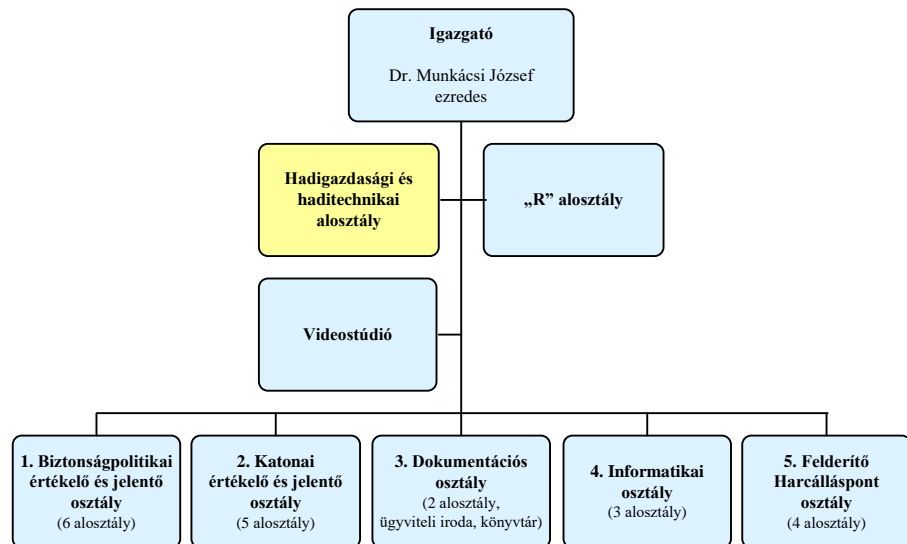 Igazgató
Dr. Munkácsi József
ezredes
Hadigazdasági és
haditechnikai
alosztály
„R” alosztály
Videostúdió
1. Biztonságpolitikai
értékelő és jelentő
osztály
(6 alosztály)
2. Katonai
értékelő és jelentő
osztály
(5 alosztály)
3. Dokumentációs
osztály
(2 alosztály,
ügyviteli iroda, könyvtár)
4. Informatikai
osztály
(3 alosztály)
5. Felderítő
Harcálláspont
osztály
(4 alosztály)